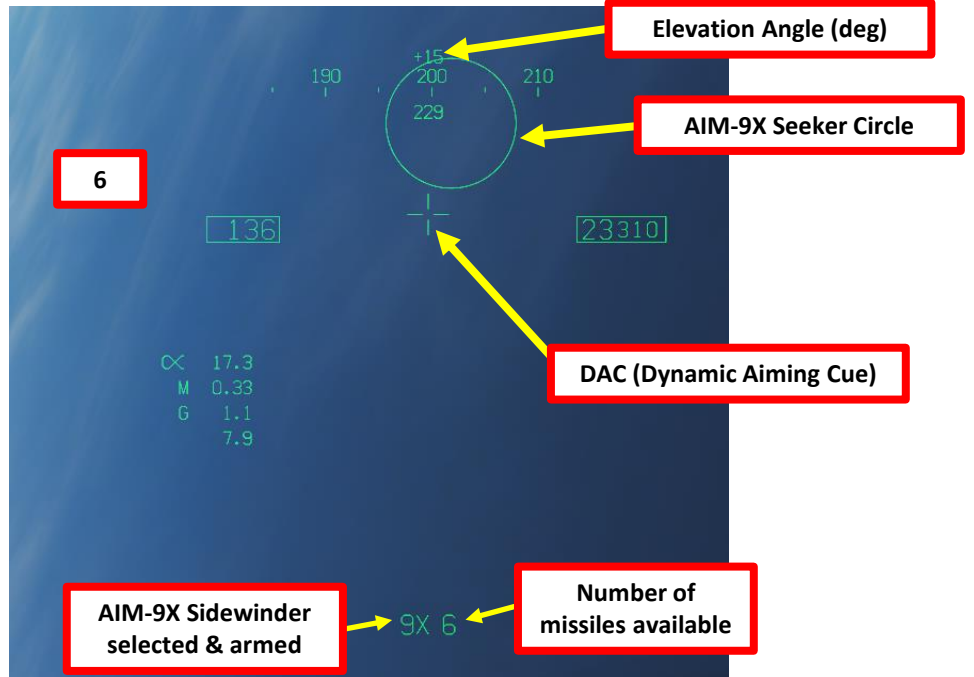 Elevation Angle (deg)
+15
190 200 210
229
AIM-9X Seeker Circle
6
136
23310
DAC (Dynamic Aiming Cue)
∝ 17.3
M 0.33
G 1.1
7.9
AIM-9X Sidewinder
selected & armed
9X 6
Number of
missiles available